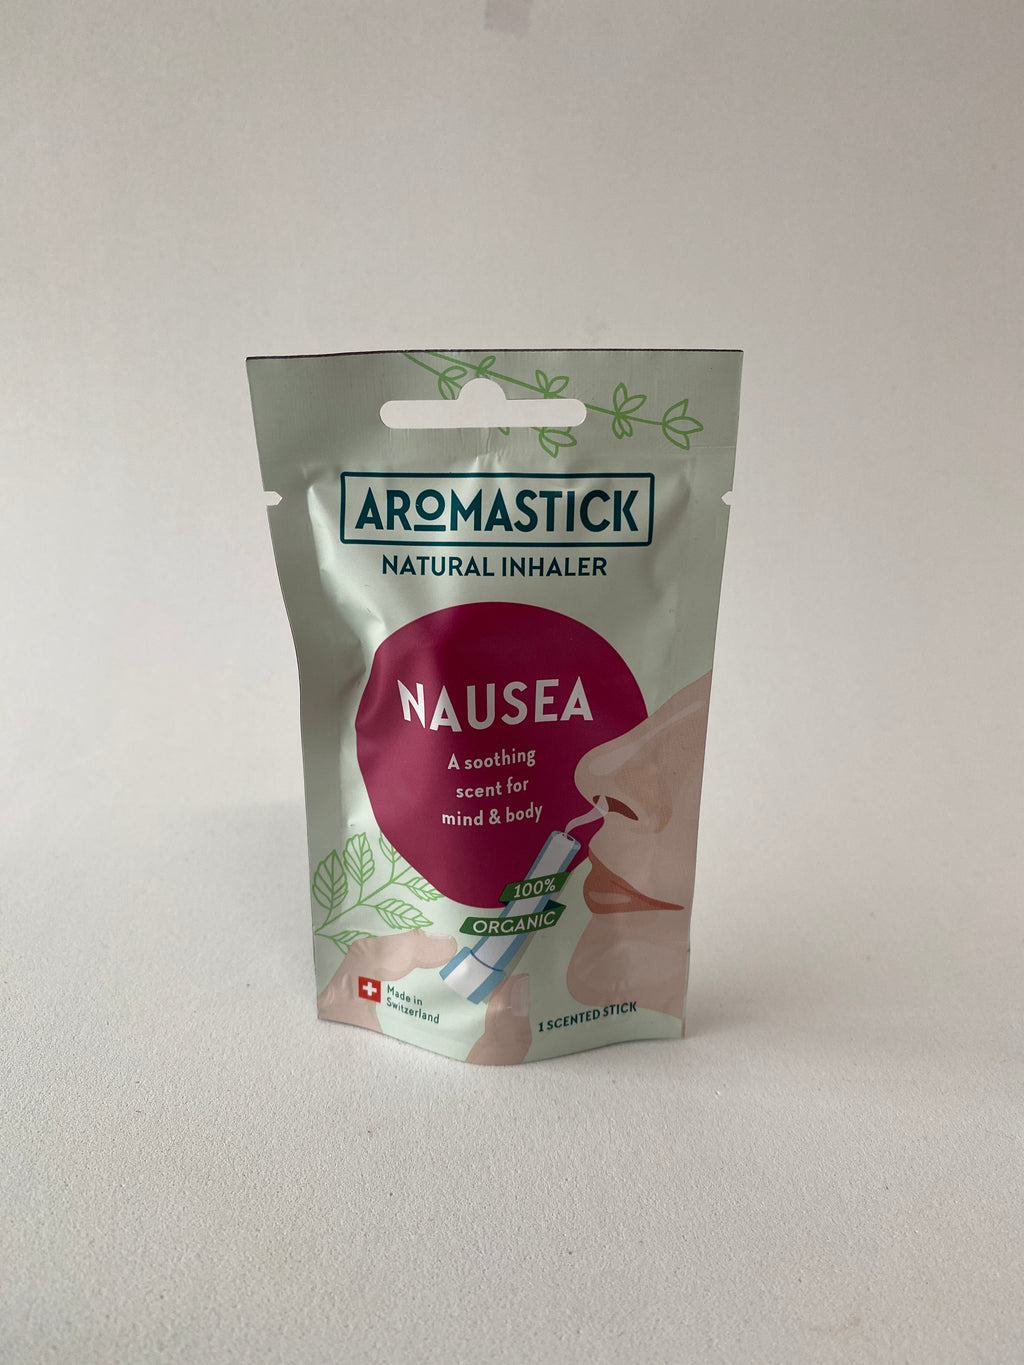 AROMASTICK
NATURAL INHALER
NAUSEA
A soothing
scent for
mind & body
100%
ORGANIC
Made in
Switzerland
1 SCENTED STICK